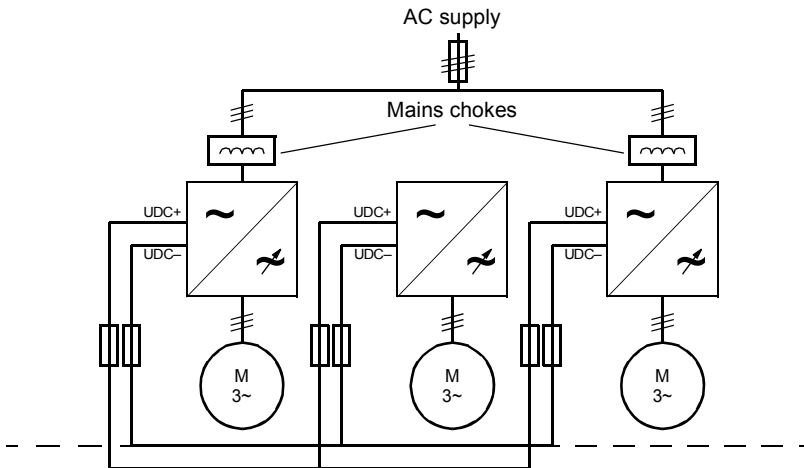 AC supply
Mains chokes
UDC+
UDC–
UDC+
UDC–
UDC+
UDC–
M
3~
M
3~
M
3~